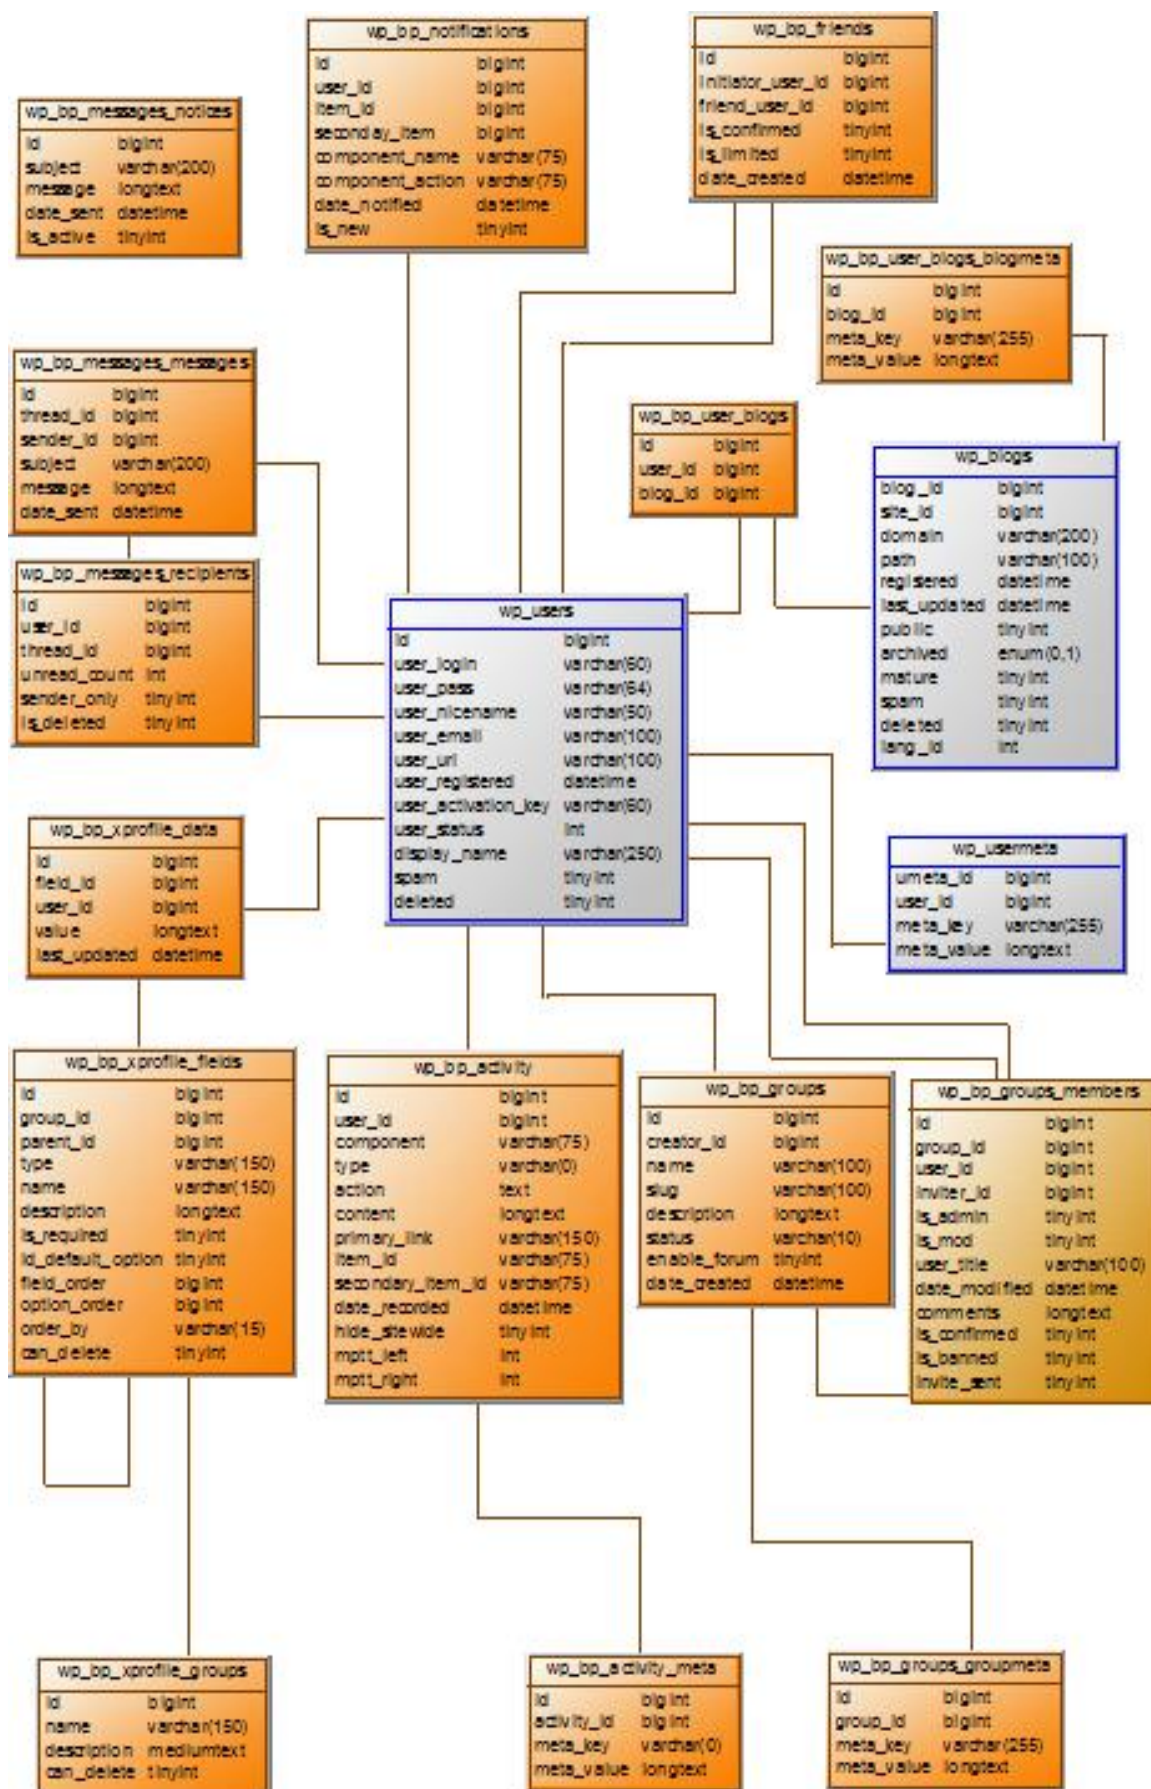 wp_bp_notifications
id bigint
user_id bigint
item_id bigint
seconday_item bigint
component_name varchar(75)
component_action varchar(75)
date_notified datetime
is_new tinyint
wp_bp_friends
id bigint
initiator_user_id bigint
friend_user_id bigint
is_confirmed tinyint
is_limited tinyint
date_created datetime
wp_bp_messages_notices
id bigint
subject varchar(200)
message longtext
date_sent datetime
is_active tinyint
wp_bp_user_blogs_blogmeta
id bigint
blog_id bigint
meta_key varchar(255)
meta_value longtext
wp_bp_messages_messages
id bigint
thread_id bigint
sender_id bigint
subject varchar(200)
message longtext
date_sent datetime
wp_bp_user_blogs
id bigint
user_id bigint
blog_id bigint
wp_blogs
blog_id bigint
site_id bigint
domain varchar(200)
path varchar(100)
registered datetime
last_updated datetime
public tinyint
archived enum(0,1)
mature tinyint
spam tinyint
deleted tinyint
lang_id int
wp_bp_messages_recipients
id bigint
user_id bigint
thread_id bigint
unread_count int
sender_only tinyint
is_deleted tinyint
wp_users
id bigint
user_login varchar(60)
user_pass varchar(64)
user_nicename varchar(50)
user_email varchar(100)
user_url varchar(100)
user_registered datetime
user_activation_key varchar(60)
user_status int
display_name varchar(250)
spam tinyint
deleted tinyint
wp_bp_xprofile_data
id bigint
field_id bigint
user_id bigint
value longtext
last_updated datetime
wp_usermeta
umeta_id bigint
user_id bigint
meta_key varchar(255)
meta_value longtext
wp_bp_xprofile_fields
id bigint
group_id bigint
parent_id bigint
type varchar(150)
name varchar(150)
description longtext
is_required tinyint
id_default_option tinyint
field_order bigint
option_order bigint
order_by varchar(15)
can_delete tinyint
wp_bp_activity
id bigint
user_id bigint
component varchar(75)
type varchar(0)
action text
content longtext
primary_link varchar(150)
item_id varchar(75)
secondary_item_id varchar(75)
date_recorded datetime
hide_sitewide tinyint
mptt_left int
mptt_right int
wp_bp_groups
id bigint
creator_id bigint
name varchar(100)
slug varchar(100)
description longtext
status varchar(10)
enable_forum tinyint
date_created datetime
wp_bp_groups_members
id bigint
group_id bigint
user_id bigint
inviter_id bigint
is_admin tinyint
is_mod tinyint
user_title varchar(100)
date_modified datetime
comments longtext
is_confirmed tinyint
is_banned tinyint
invite_sent tinyint
wp_bp_xprofile_groups
id bigint
name varchar(150)
description mediumtext
can_delete tinyint
wp_bp_activity_meta
id bigint
activity_id bigint
meta_key varchar(0)
meta_value longtext
wp_bp_groups_groupmeta
id bigint
group_id bigint
meta_key varchar(255)
meta_value longtext